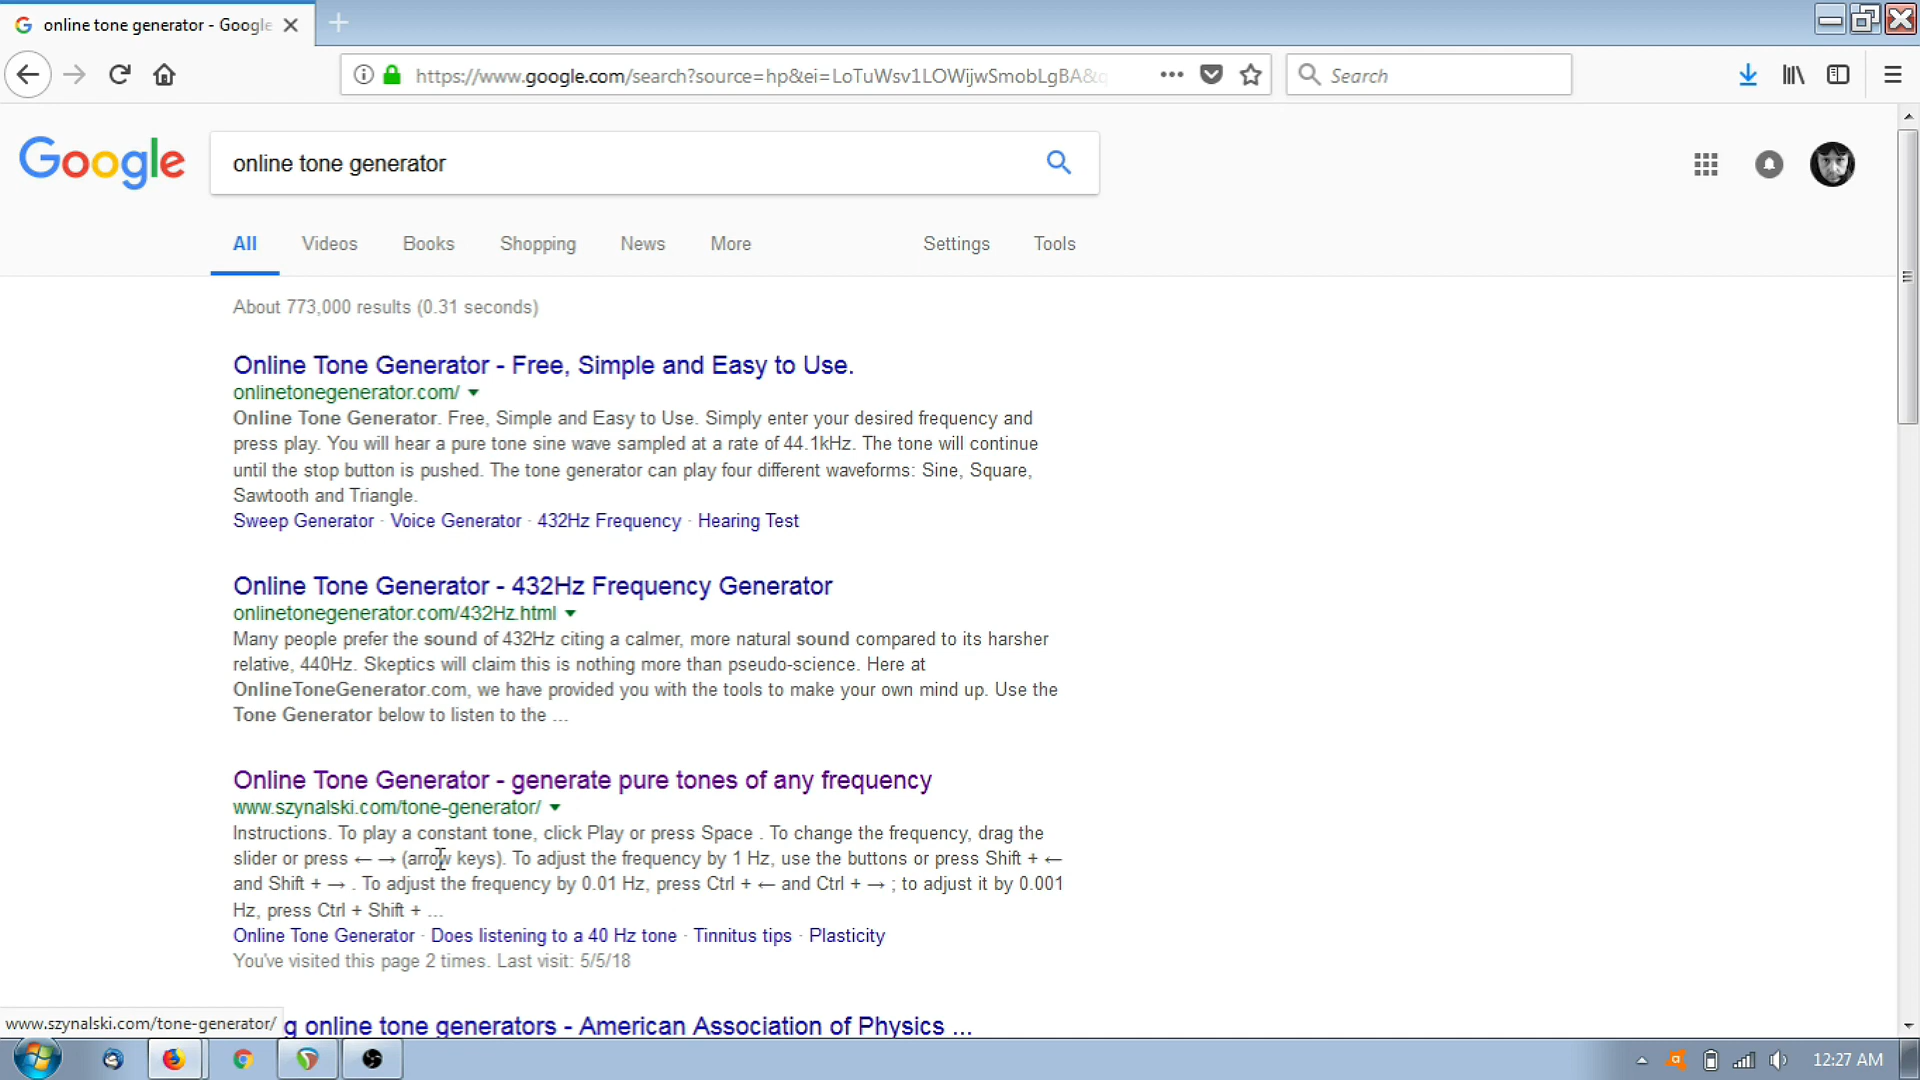 online tone generator - Google
https://www.google.com/search?source=hp&ei=LoTuWsv1LOWijwSmobLgBA&q
Search
Google
online tone generator
All Videos Books Shopping News More Settings Tools
About 773,000 results (0.31 seconds)
Online Tone Generator - Free, Simple and Easy to Use.
onlinetonegenerator.com/
Online Tone Generator. Free, Simple and Easy to Use. Simply enter your desired frequency and
press play. You will hear a pure tone sine wave sampled at a rate of 44.1kHz. The tone will continue
until the stop button is pushed. The tone generator can play four different waveforms: Sine, Square,
Sawtooth and Triangle.
Sweep Generator · Voice Generator · 432Hz Frequency · Hearing Test
Online Tone Generator - 432Hz Frequency Generator
onlinetonegenerator.com/432Hz.html
Many people prefer the sound of 432Hz citing a calmer, more natural sound compared to its harsher
relative, 440Hz. Skeptics will claim this is nothing more than pseudo-science. Here at
OnlineToneGenerator.com, we have provided you with the tools to make your own mind up. Use the
Tone Generator below to listen to the ...
Online Tone Generator - generate pure tones of any frequency
www.szynalski.com/tone-generator/
Instructions. To play a constant tone, click Play or press Space . To change the frequency, drag the
slider or press ← → (arrow keys). To adjust the frequency by 1 Hz, use the buttons or press Shift + ←
and Shift + → . To adjust the frequency by 0.01 Hz, press Ctrl + ← and Ctrl + → ; to adjust it by 0.001
Hz, press Ctrl + Shift + ...
Online Tone Generator · Does listening to a 40 Hz tone · Tinnitus tips · Plasticity
You've visited this page 2 times. Last visit: 5/5/18
g online tone generators - American Association of Physics ...
www.szynalski.com/tone-generator/
12:27 AM